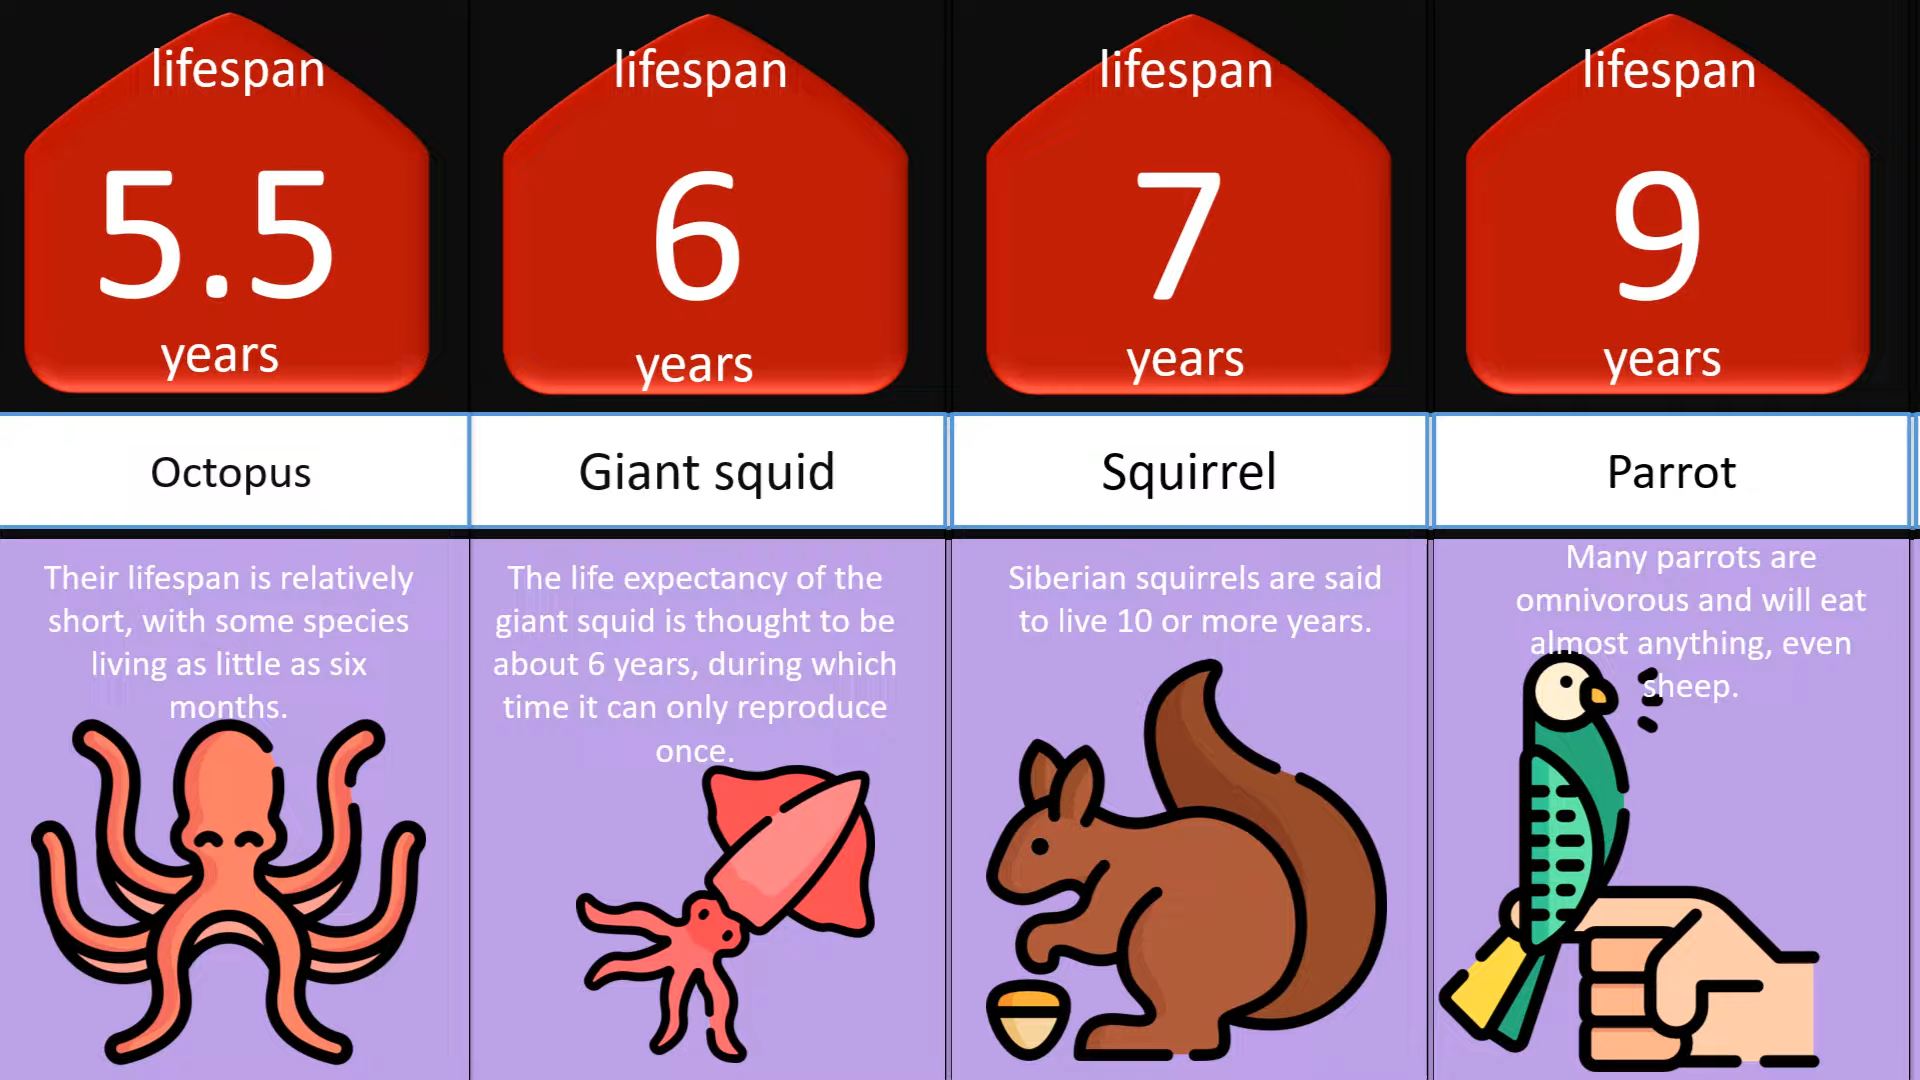 lifespan
5.5
years
Octopus
Their lifespan is relatively
short, with some species
living as little as six
months.
lifespan
6
years
Giant squid
The life expectancy of the
giant squid is thought to be
about 6 years, during which
time it can only reproduce
once.
lifespan
7
years
Squirrel
Siberian squirrels are said
to live 10 or more years.
lifespan
9
years
Parrot
Many parrots are
omnivorous and will eat
almost anything, even
sheep.